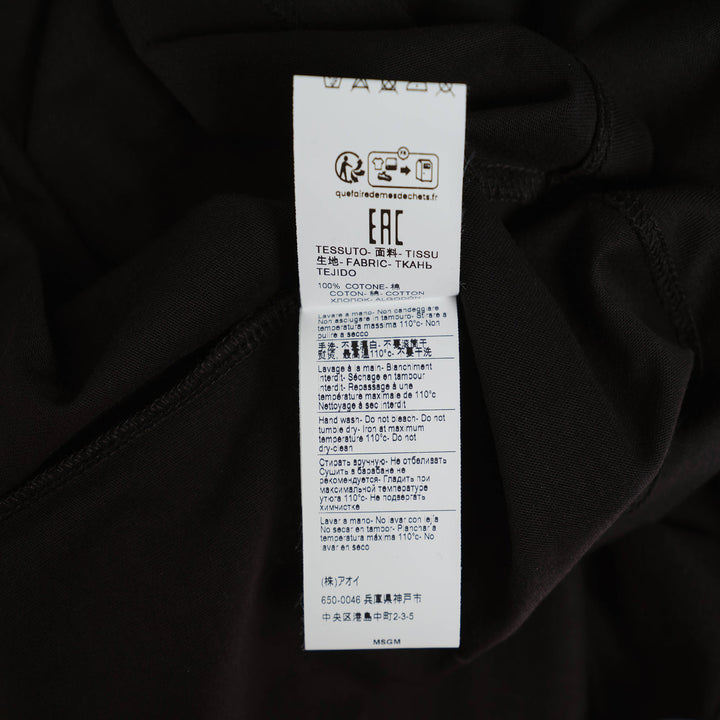 FR
quefairedemesdechets.fr
EAC
TESSUTO- 面料- TISSU
生地- FABRIC- ТКАНЬ
TEJIDO
100% COTONE- 棉
COTON- 綿- COTTON
ХЛОПОК- ALGODÓN
Lavare a mano- Non candeggiare
Non asciugare in tamburo- Stirare a
temperatura massima 110°c- Non
pulire a secco
手洗- 不要漂白- 不要滚筒干
熨烫, 最高温110°c- 不要干洗
Lavage à la main- Blanchiment
interdit- Séchage en tambour
interdit- Repassage à une
température maximale de 110°c
Nettoyage à sec interdit
Hand wash- Do not bleach- Do not
tumble dry- Iron at maximum
temperature 110°c- Do not
dry-clean
Стирать вручную- Не отбеливать
Сушить в барабане не
рекомендуется- Гладить при
максимальной температуре
утюга 110°c- Не подвергать
химчистке
Lavar a mano- No lavar con lejía
No secar en tambor- Planchar a
temperatura máxima 110°c- No
lavar en seco
(株)アオイ
650-0046 兵庫県神戸市
中央区港島中町2-3-5
MSGM